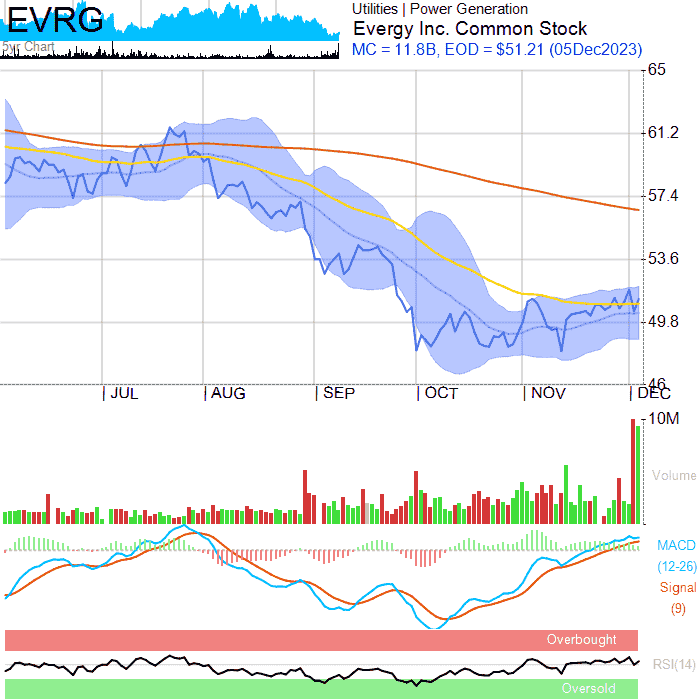 EVRG
5yr Chart
Utilities | Power Generation
Evergy Inc. Common Stock
MC = 11.8B, EOD = $51.21 (05Dec2023)
65
61.2
57.4
53.6
49.8
46
JUL AUG SEP OCT NOV DEC
10M
Volume
MACD
(12-26)
Signal
(9)
Overbought
RSI(14)
Oversold